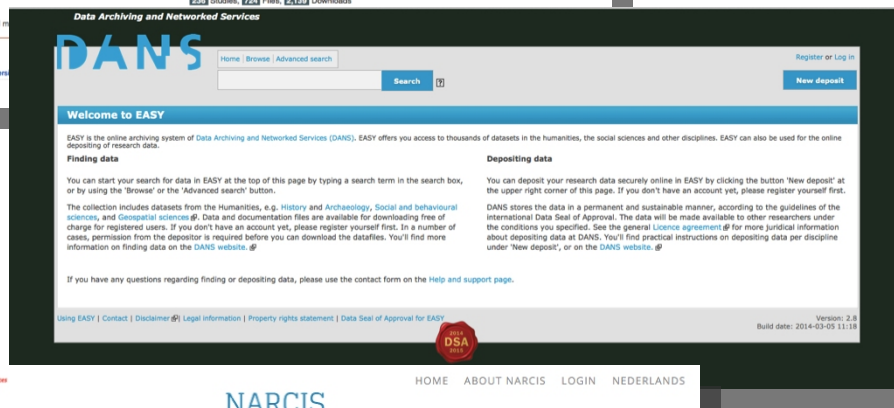 236 Studies, 724 Files, 2,139 Downloads
Data Archiving and Networked Services
DANS
Home | Browse | Advanced search
Register or Log in
Search ?
New deposit
Welcome to EASY
EASY is the online archiving system of Data Archiving and Networked Services (DANS). EASY offers you access to thousands of datasets in the humanities, the social sciences and other disciplines. EASY can also be used for the online
depositing of research data.
Finding data
You can start your search for data in EASY at the top of this page by typing a search term in the search box,
or by using the 'Browse' or the 'Advanced search' button.
The collection includes datasets from the Humanities, e.g. History and Archaeology, Social and behavioural
sciences, and Geospatial sciences. Data and documentation files are available for downloading free of
charge for registered users. If you don't have an account yet, please register yourself first. In a number of
cases, permission from the depositor is required before you can download the datafiles. You'll find more
information on finding data on the DANS website.
Depositing data
You can deposit your research data securely online in EASY by clicking the button 'New deposit' at
the upper right corner of this page. If you don't have an account yet, please register yourself first.
DANS stores the data in a permanent and sustainable manner, according to the guidelines of the
international Data Seal of Approval. The data will be made available to other researchers under
the conditions you specified. See the general Licence agreement for more juridical information
about depositing data at DANS. You'll find practical instructions on depositing data per discipline
under 'New deposit', or on the DANS website.
If you have any questions regarding finding or depositing data, please use the contact form on the Help and support page.
Using EASY | Contact | Disclaimer | Legal information | Property rights statement | Data Seal of Approval for EASY
Version: 2.8
Build date: 2014-03-05 11:18
2014
DSA
2015
HOME ABOUT NARCIS LOGIN NEDERLANDS
NARCIS